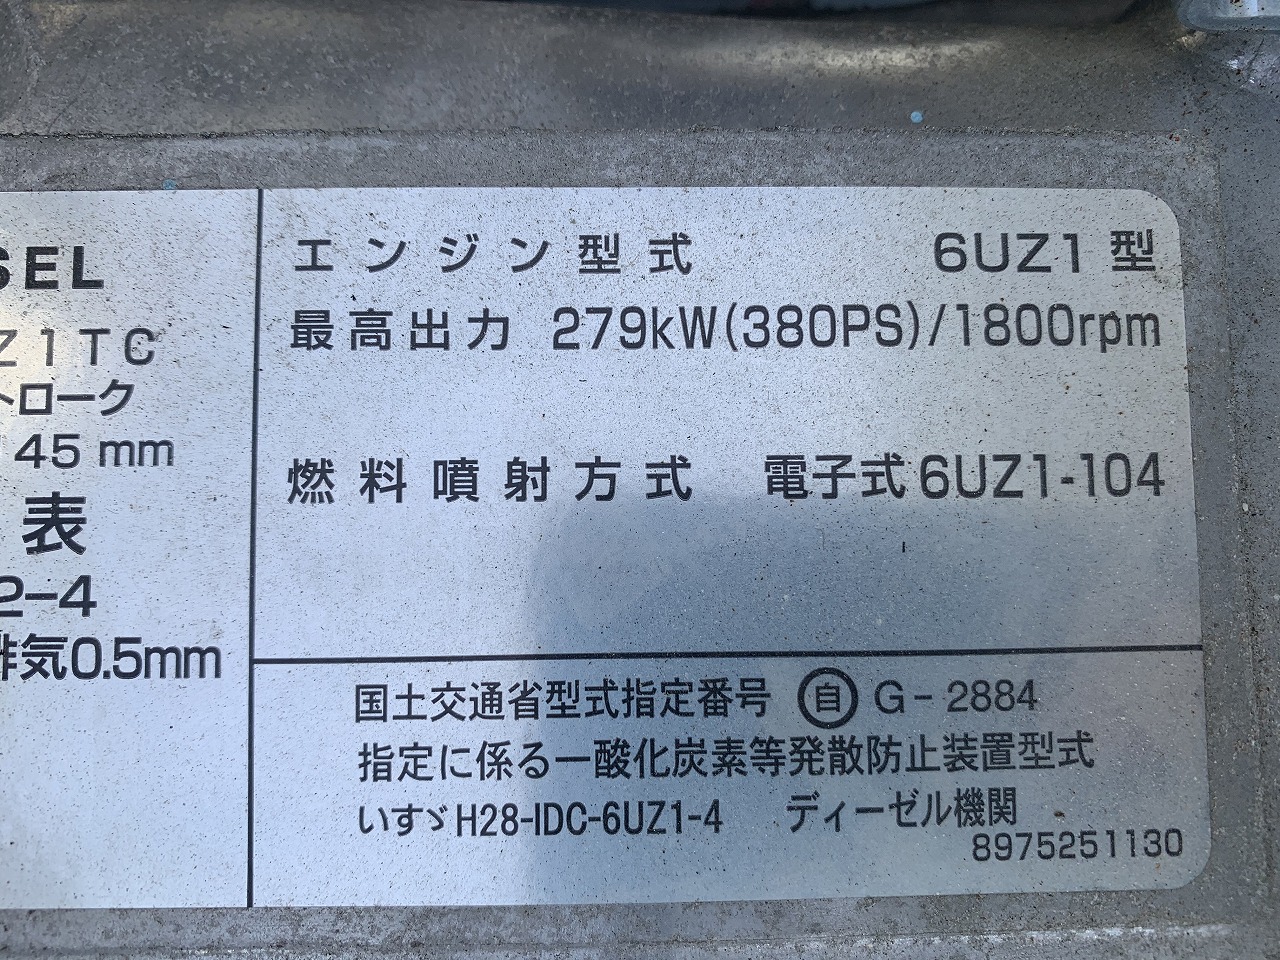 SEL
Z1TC
トローク
145 mm
表
2-4
排気0.5mm
エンジン型式 6UZ1型
最高出力 279kW(380PS)/1800rpm
燃料噴射方式 電子式6UZ1-104
国土交通省型式指定番号 自 G-2884
指定に係る一酸化炭素等発散防止装置型式
いすゞH28-IDC-6UZ1-4 ディーゼル機関
8975251130